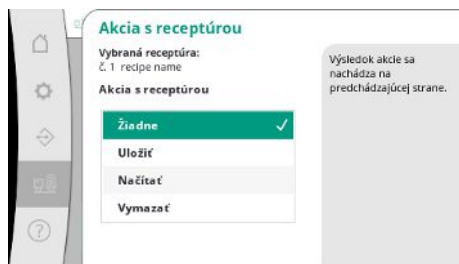 Akcia s receptúrou
Vybraná receptúra:
č. 1 recipe name
Akcia s receptúrou
Žiadne
Uložiť
Načítať
Vymazať
Výsledok akcie sa
nachádza na
predchádzajúcej strane.